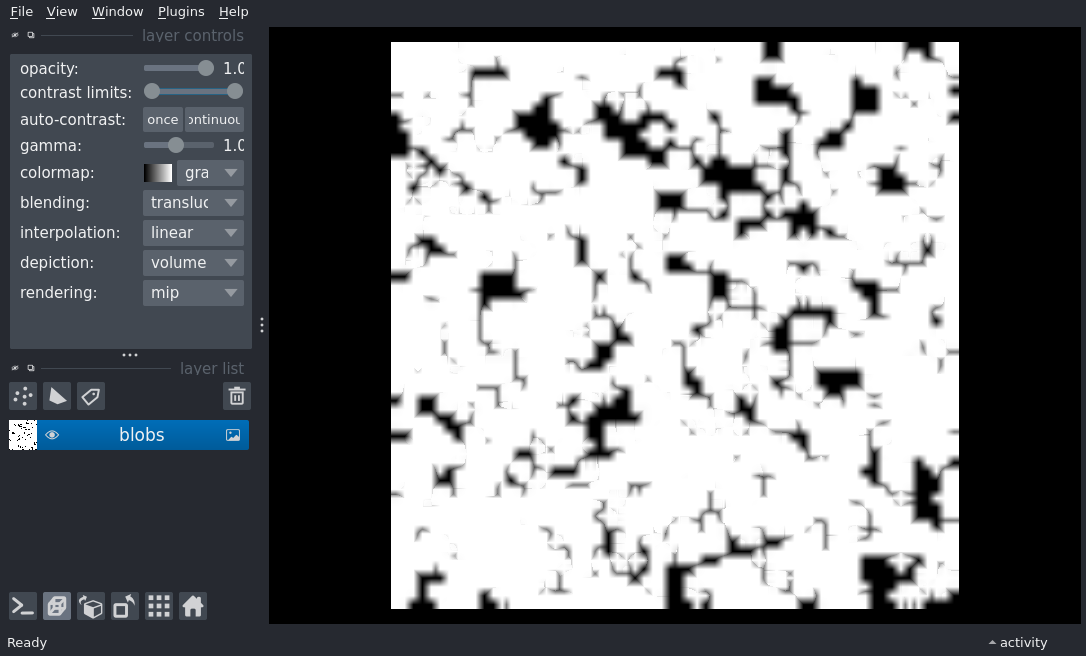 File View Window Plugins Help
layer controls
opacity: 1.0
contrast limits:
auto-contrast: once ontinuou
gamma: 1.0
colormap: gra
blending: transluc
interpolation: linear
depiction: volume
rendering: mip
layer list
blobs
Ready
activity